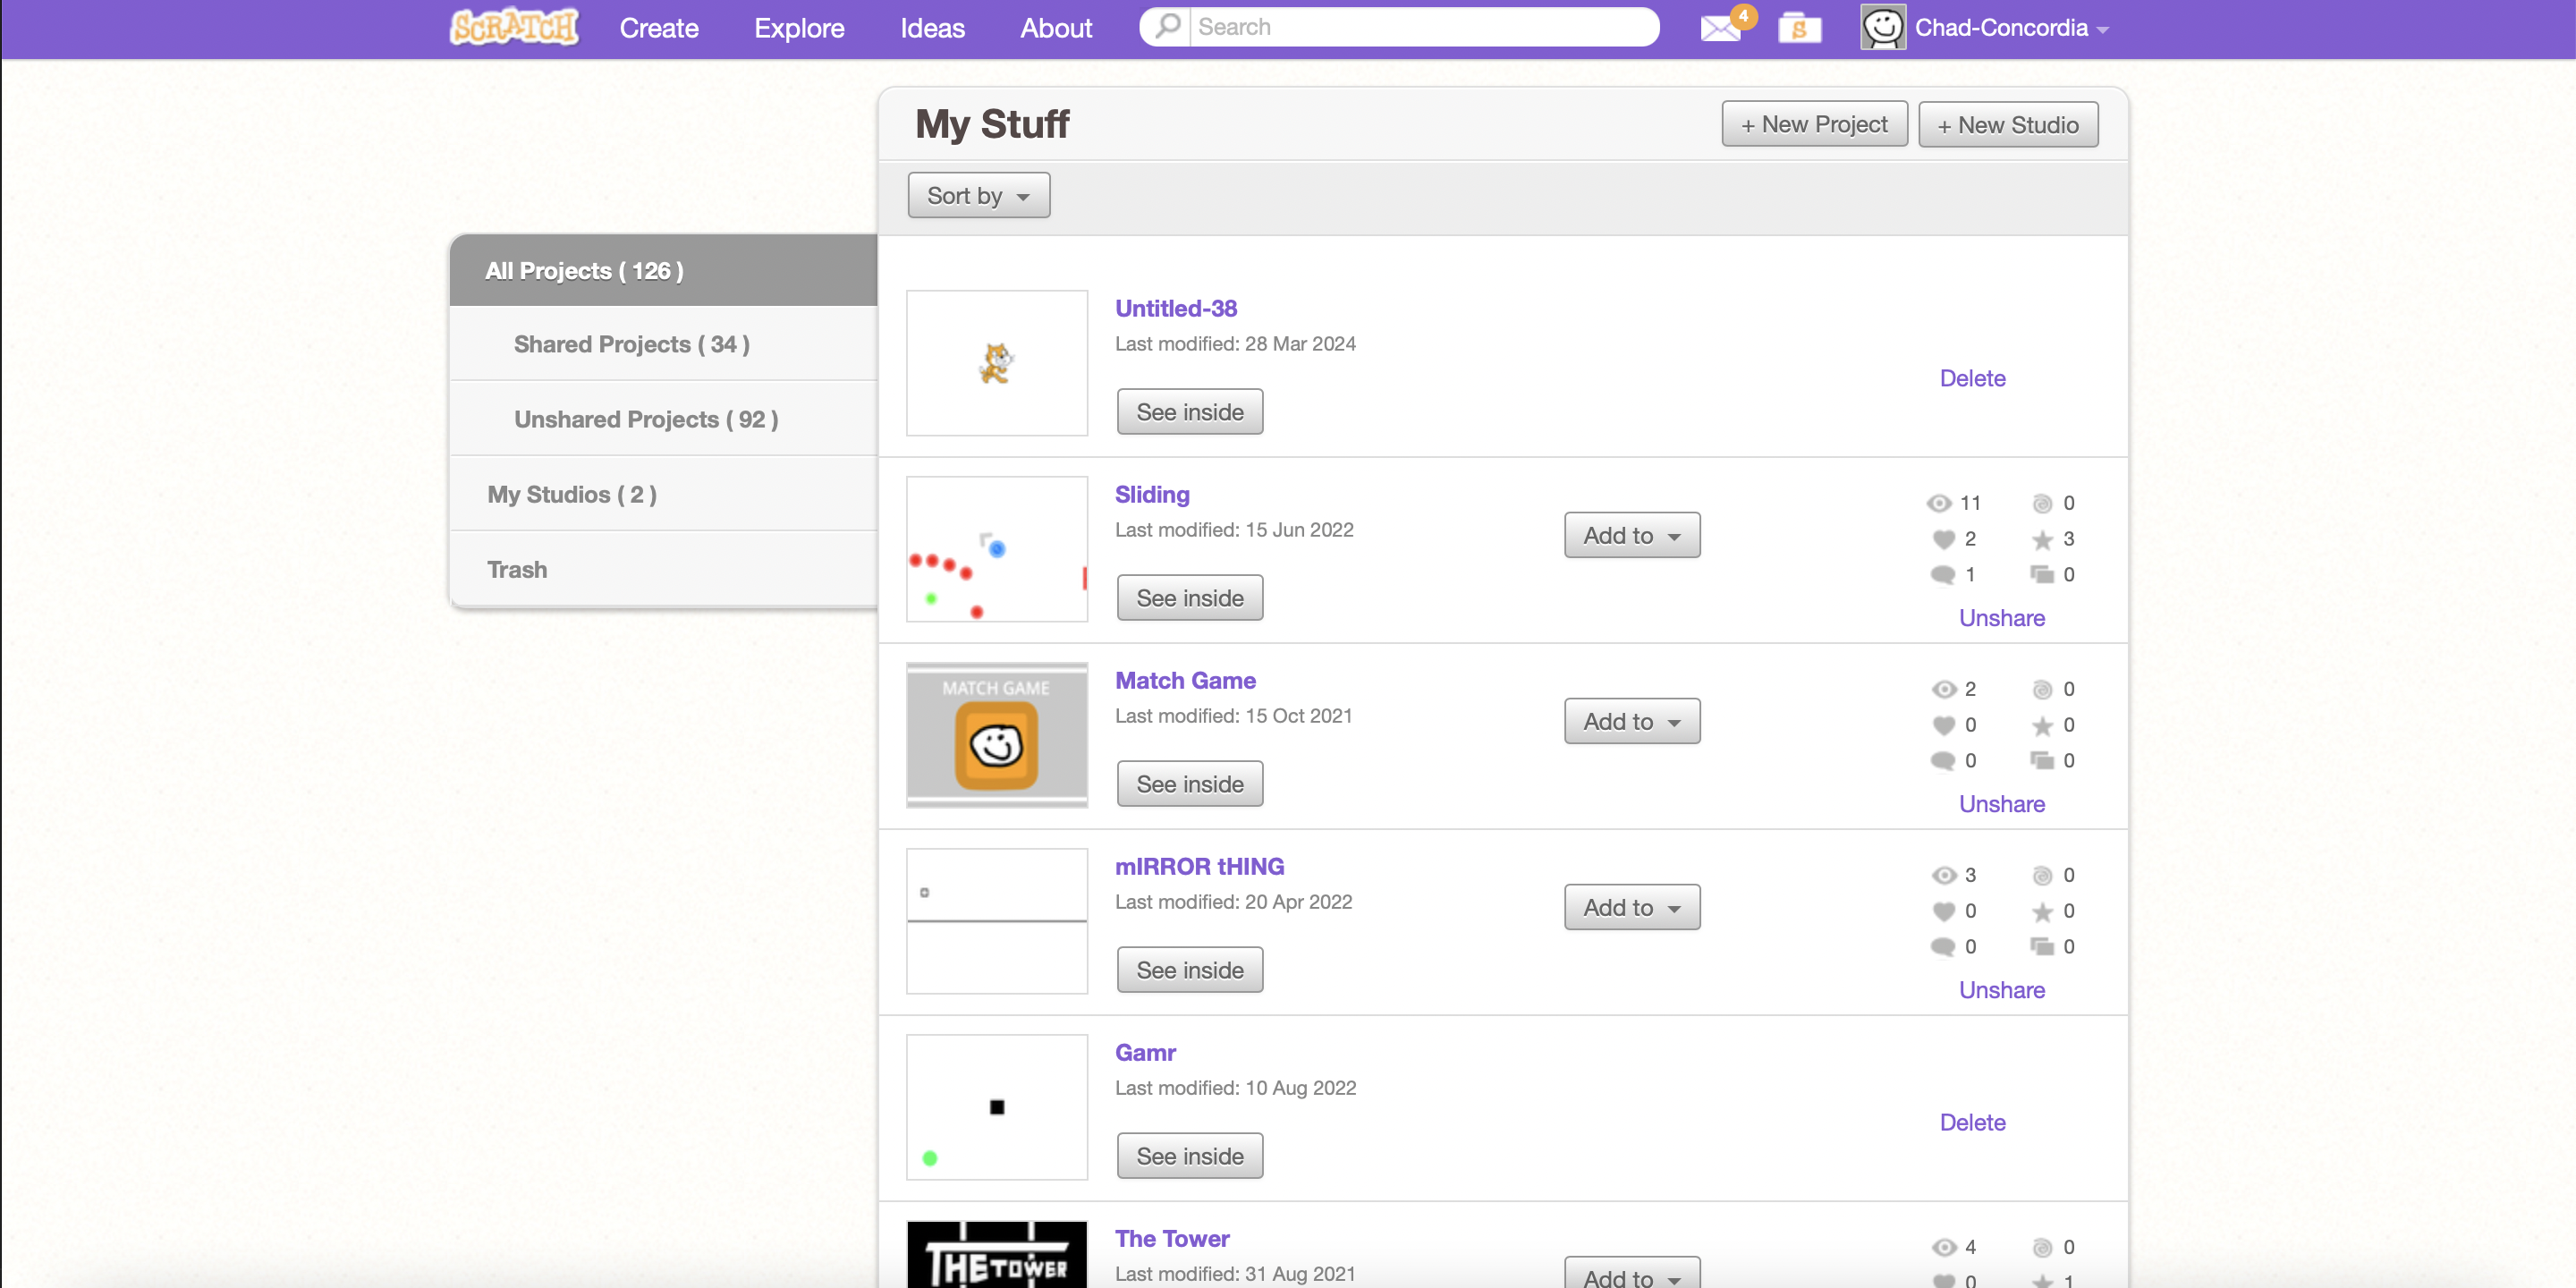 SCRATCH Create Explore Ideas About Search 4 S Chad-Concordia
My Stuff + New Project + New Studio
Sort by
All Projects ( 126 )
Shared Projects ( 34 )
Unshared Projects ( 92 )
My Studios ( 2 )
Trash
Untitled-38
Last modified: 28 Mar 2024
Delete
See inside
Sliding
Last modified: 15 Jun 2022
See inside
Add to
11 0
2 3
1 0
Unshare
MATCH GAME
Match Game
Last modified: 15 Oct 2021
See inside
Add to
2 0
0 0
0 0
Unshare
mIRROR tHING
Last modified: 20 Apr 2022
See inside
Add to
3 0
0 0
0 0
Unshare
Gamr
Last modified: 10 Aug 2022
Delete
See inside
THE TOWER
The Tower
Last modified: 31 Aug 2021
Add to
4 0
0 1